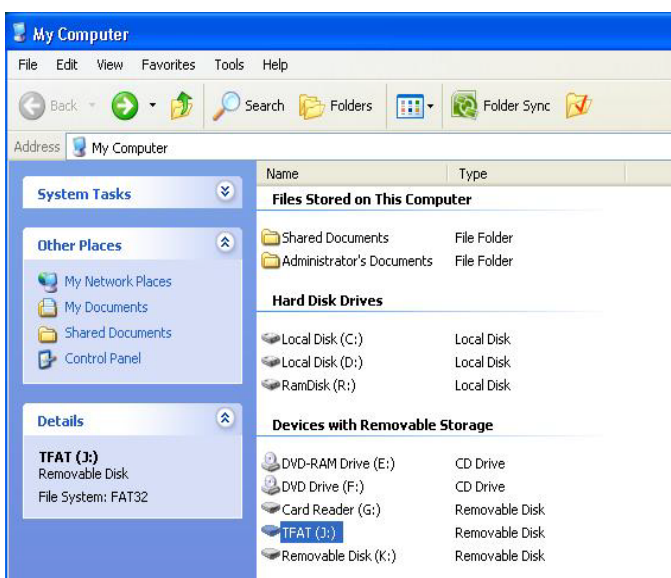 My Computer
File Edit View Favorites Tools Help
Back Search Folders Folder Sync
Address My Computer
System Tasks
Other Places
My Network Places
My Documents
Shared Documents
Control Panel
Details
TFAT (J:)
Removable Disk
File System: FAT32
Name Type
Files Stored on This Computer
Shared Documents File Folder
Administrator's Documents File Folder
Hard Disk Drives
Local Disk (C:) Local Disk
Local Disk (D:) Local Disk
RamDisk (R:) Local Disk
Devices with Removable Storage
DVD-RAM Drive (E:) CD Drive
DVD Drive (F:) CD Drive
Card Reader (G:) Removable Disk
TFAT (J:) Removable Disk
Removable Disk (K:) Removable Disk